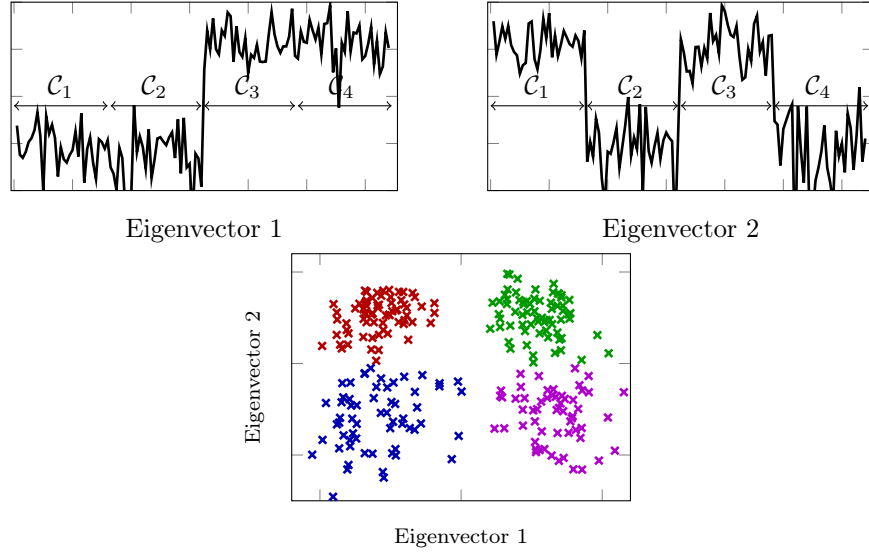 𝒞₁ 𝒞₂ 𝒞₃ 𝒞₄
Eigenvector 1
𝒞₁ 𝒞₂ 𝒞₃ 𝒞₄
Eigenvector 2
Eigenvector 2
Eigenvector 1